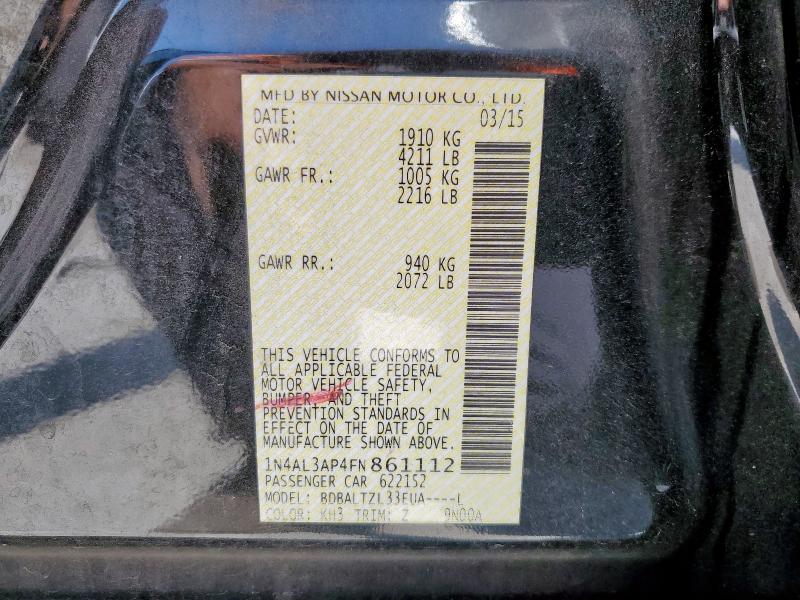 MFD BY NISSAN MOTOR CO., LTD.
DATE: 03/15
GVWR: 1910 KG
4211 LB
GAWR FR.: 1005 KG
2216 LB
GAWR RR.: 940 KG
2072 LB
THIS VEHICLE CONFORMS TO
ALL APPLICABLE FEDERAL
MOTOR VEHICLE SAFETY,
BUMPER, AND THEFT
PREVENTION STANDARDS IN
EFFECT ON THE DATE OF
MANUFACTURE SHOWN ABOVE.
1N4AL3AP4FN861112
PASSENGER CAR 622152
MODEL: BDBALTZL33EUA----L
COLOR: KH3 TRIM: Z 9N00A